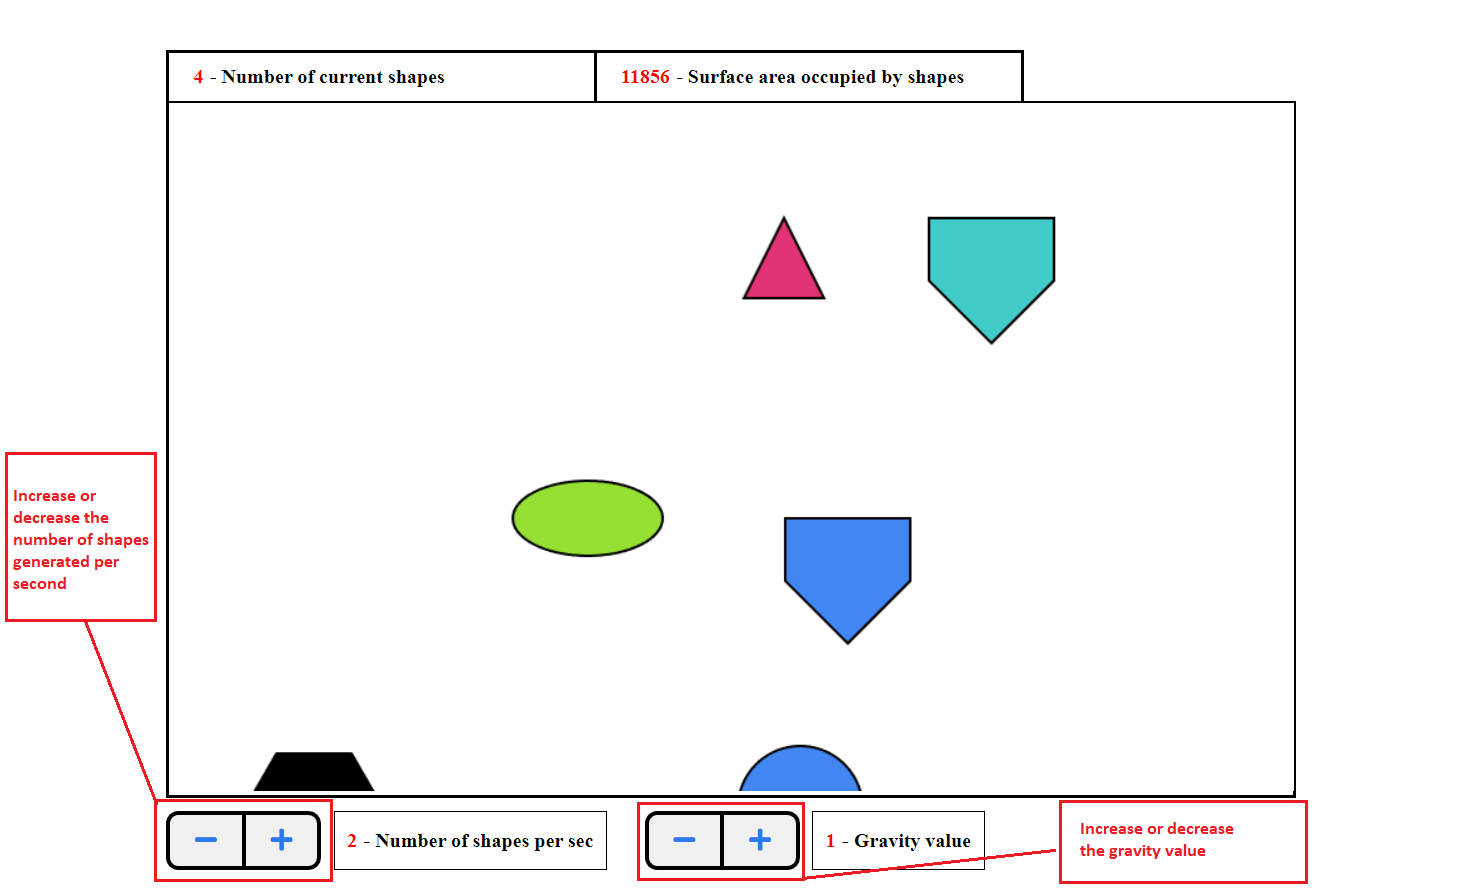 4 - Number of current shapes
11856 - Surface area occupied by shapes
Increase or
decrease the
number of shapes
generated per
second
− +
2 - Number of shapes per sec
− +
1 - Gravity value
Increase or decrease
the gravity value